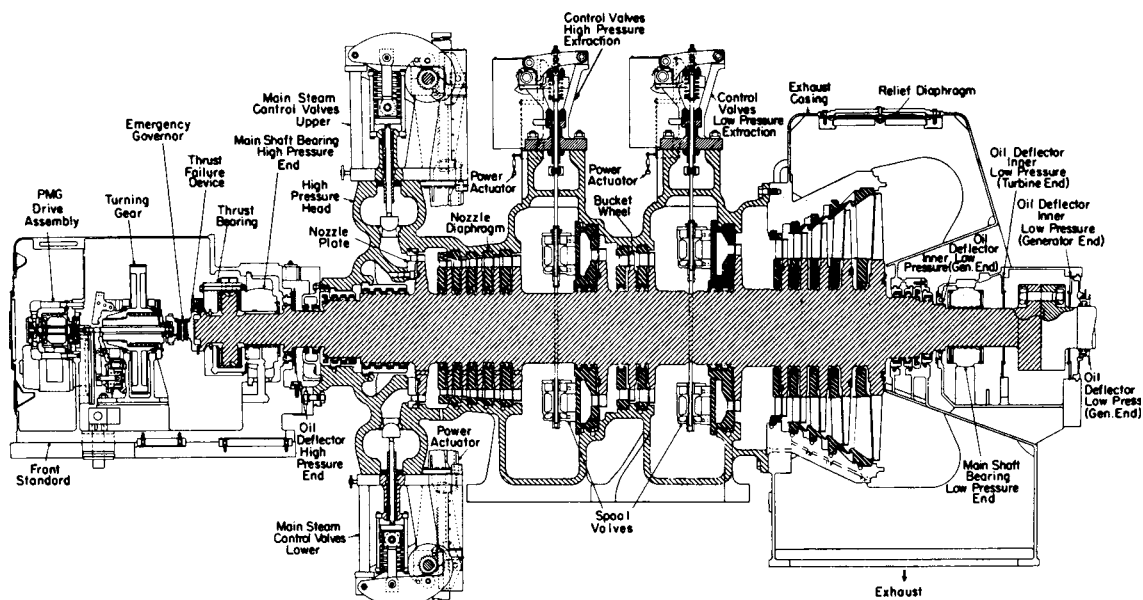 Control Valves
High Pressure
Extraction
Main Steam
Control Valves
Upper
Emergency
Governor
Main Shaft Bearing
High Pressure
End
Thrust
Failure
Device
PMG
Drive
Assembly
Turning
Gear
Thrust
Bearing
High
Pressure
Head
Nozzle
Plate
Power
Actuator
Nozzle
Diaphragm
Control
Valves
Low Pressure
Extraction
Power
Actuator
Bucket
Wheel
Exhaust
Casing
Relief Diaphragm
Oil Deflector
Inner
Low Pressure
(Turbine End)
Oil Deflector
Inner
Low
Pressure
(Generator End)
Oil
Deflector
Inner Low
Pressure(Gen.End)
Oil
Deflector
Low Press
(Gen. End)
Front
Standard
Oil
Deflector
High
Pressure
End
Power
Actuator
Main Steam
Control Valves
Lower
Spool
Valves
Main Shaft
Bearing
Low Pressure
End
Exhaust